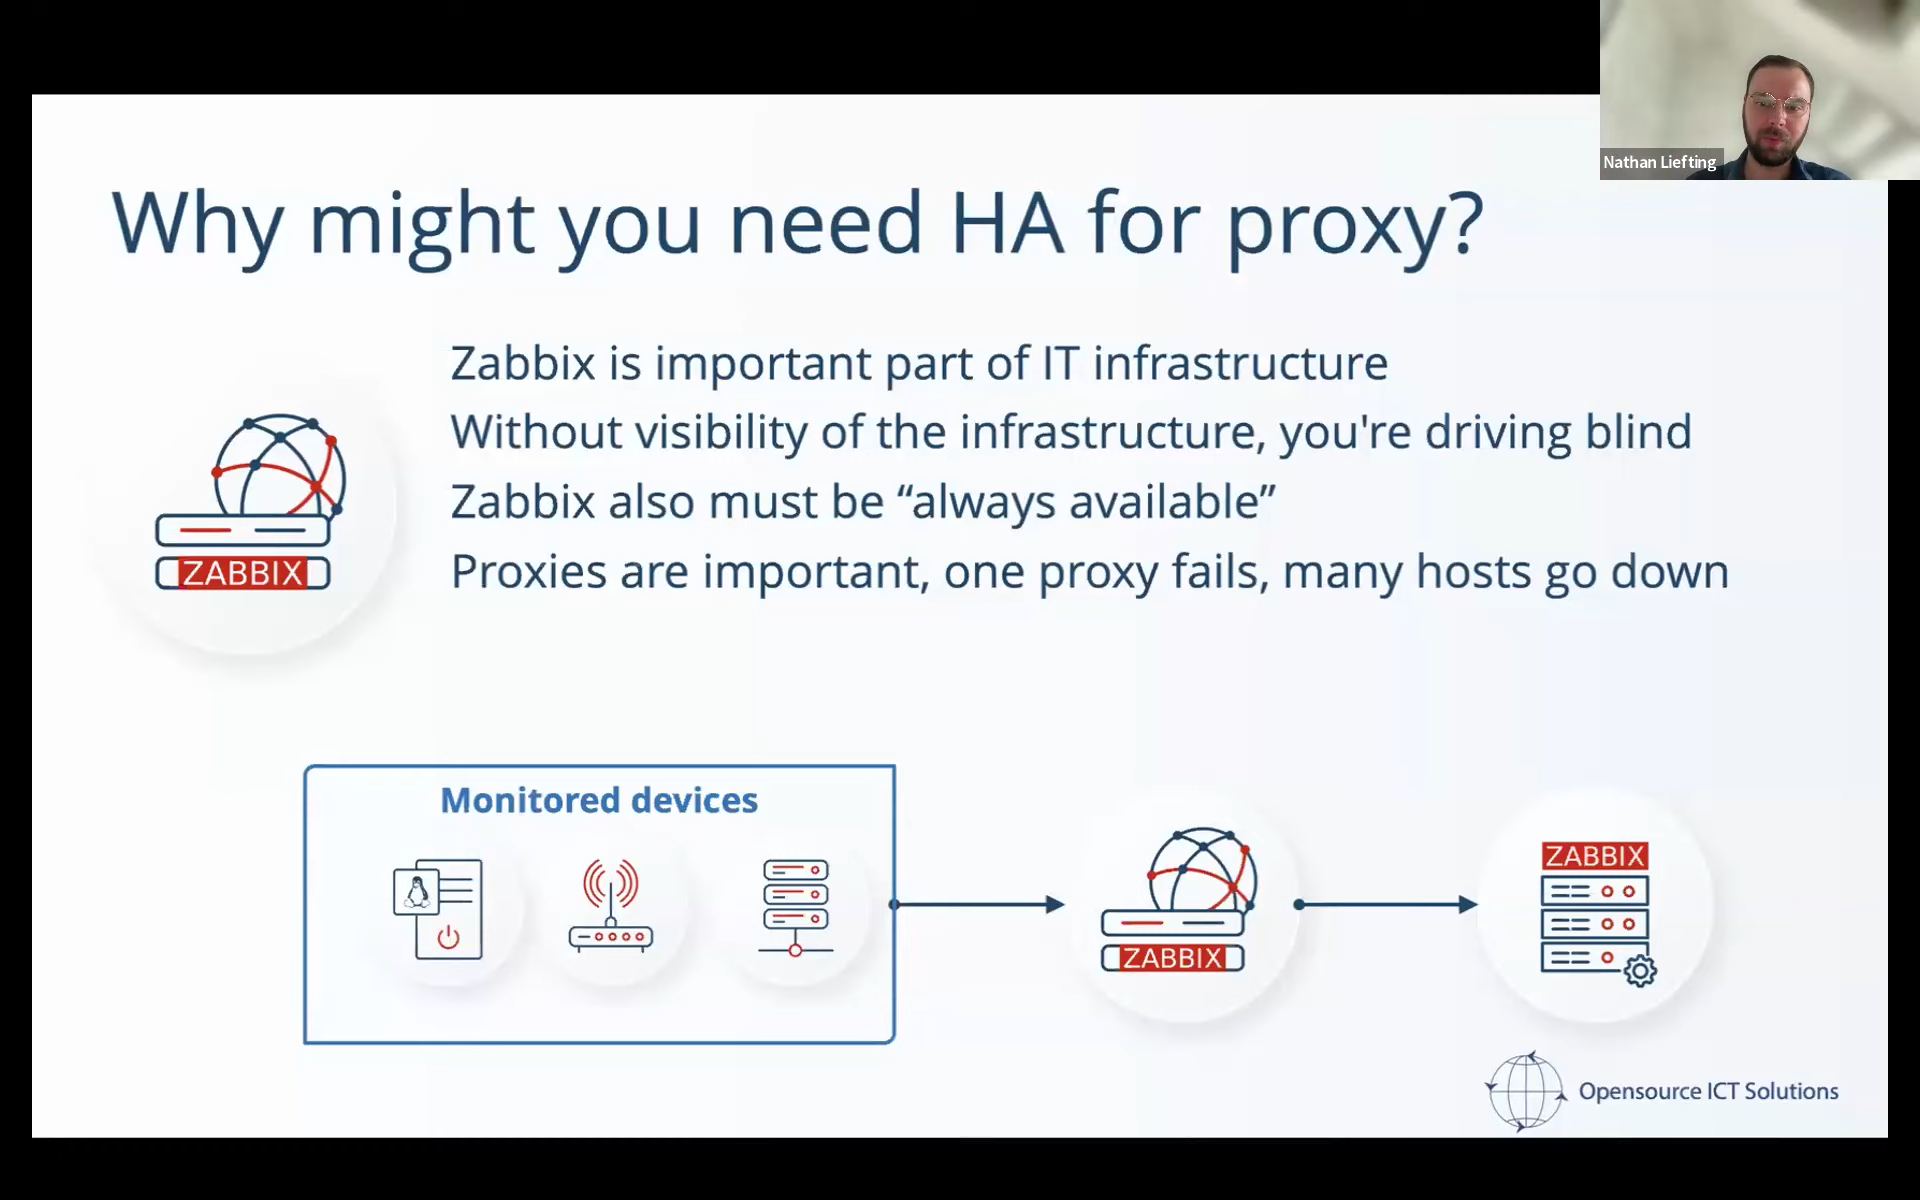 Nathan Liefting
Why might you need HA for proxy?
Zabbix is important part of IT infrastructure
Without visibility of the infrastructure, you're driving blind
Zabbix also must be “always available”
Proxies are important, one proxy fails, many hosts go down
ZABBIX
Monitored devices
ZABBIX
ZABBIX
Opensource ICT Solutions